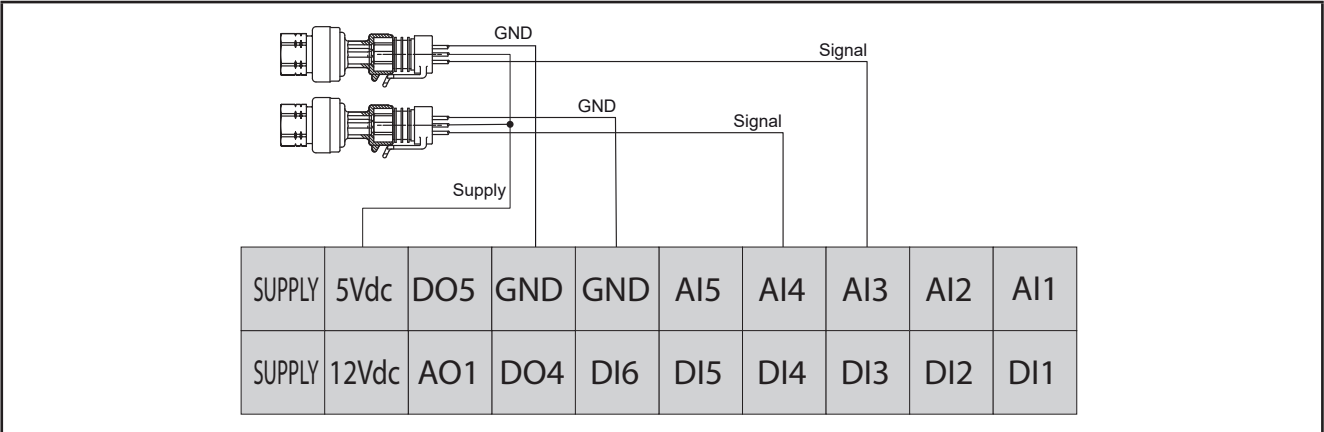 GND
Signal
GND
Signal
Supply
SUPPLY 5Vdc DO5 GND GND AI5 AI4 AI3 AI2 AI1
SUPPLY 12Vdc AO1 DO4 DI6 DI5 DI4 DI3 DI2 DI1